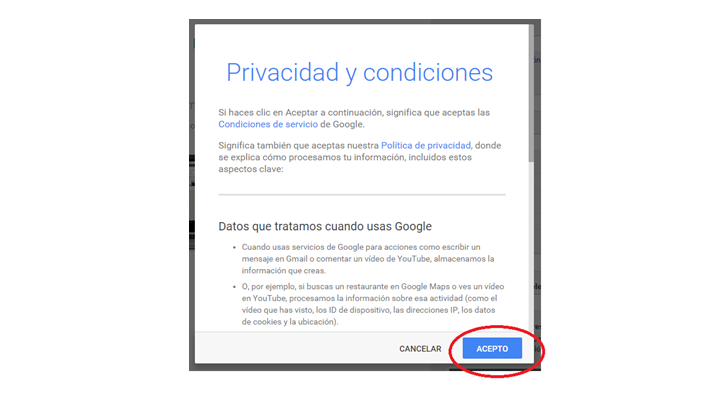 Privacidad y condiciones
Si haces clic en Aceptar a continuación, significa que aceptas las
Condiciones de servicio de Google.
Significa también que aceptas nuestra Política de privacidad, donde
se explica cómo procesamos tu información, incluidos estos
aspectos clave:
Datos que tratamos cuando usas Google
• Cuando usas servicios de Google para acciones como escribir un
mensaje en Gmail o comentar un vídeo de YouTube, almacenamos la
información que creas.
• O, por ejemplo, si buscas un restaurante en Google Maps o ves un vídeo
en YouTube, procesamos la información sobre esa actividad (como el
vídeo que has visto, los ID de dispositivo, las direcciones IP, los datos
de cookies y la ubicación).
CANCELAR ACEPTO